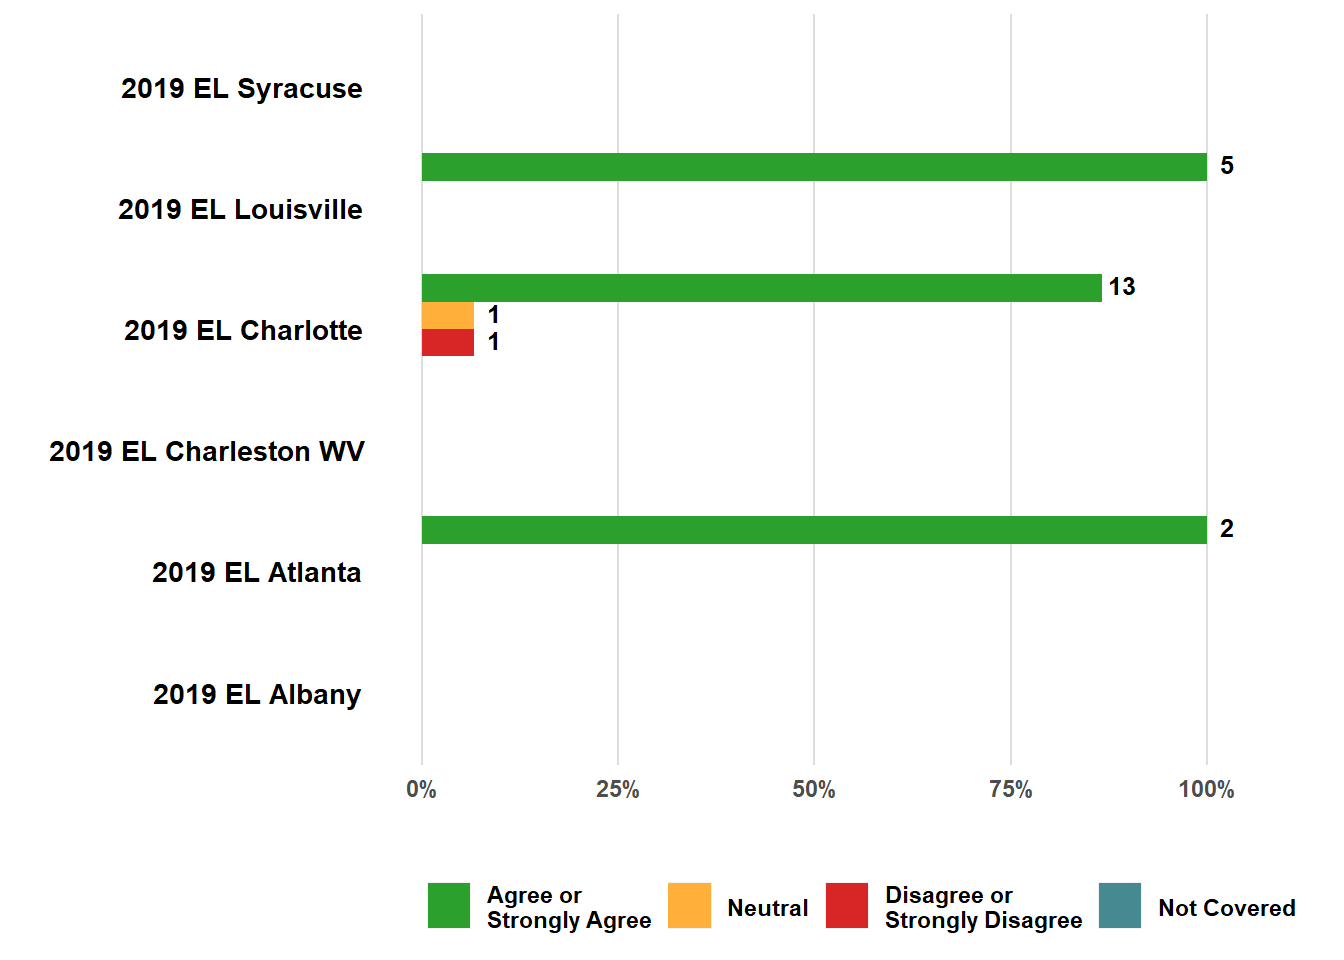 2019 EL Syracuse
5
2019 EL Louisville
13
1
2019 EL Charlotte
1
2019 EL Charleston WV
2
2019 EL Atlanta
2019 EL Albany
0% 25% 50% 75% 100%
Agree or
Strongly Agree
Neutral
Disagree or
Strongly Disagree
Not Covered